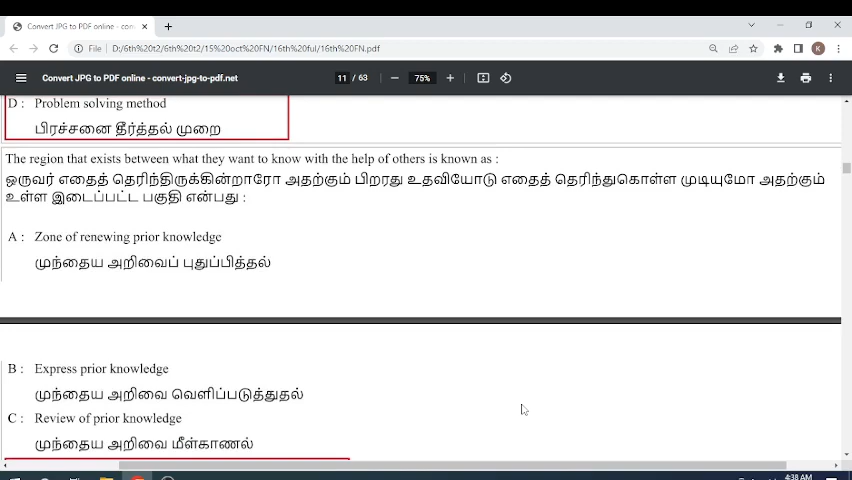 Convert JPG to PDF online - con
File D:/6th%20t2/6th%20t2/15%20oct%20FN/16th%20ful/16th%20FN.pdf
K
Convert JPG to PDF online - convert-jpg-to-pdf.net
11 / 63
75%
D : Problem solving method
பிரச்சனை தீர்த்தல் முறை
The region that exists between what they want to know with the help of others is known as :
ஒருவர் எதைத் தெரிந்திருக்கின்றாரோ அதற்கும் பிறரது உதவியோடு எதைத் தெரிந்துகொள்ள முடியுமோ அதற்கும்
உள்ள இடைப்பட்ட பகுதி என்பது :
A : Zone of renewing prior knowledge
முந்தைய அறிவைப் புதுப்பித்தல்
B : Express prior knowledge
முந்தைய அறிவை வெளிப்படுத்துதல்
C : Review of prior knowledge
முந்தைய அறிவை மீள்காணல்
4:38 AM